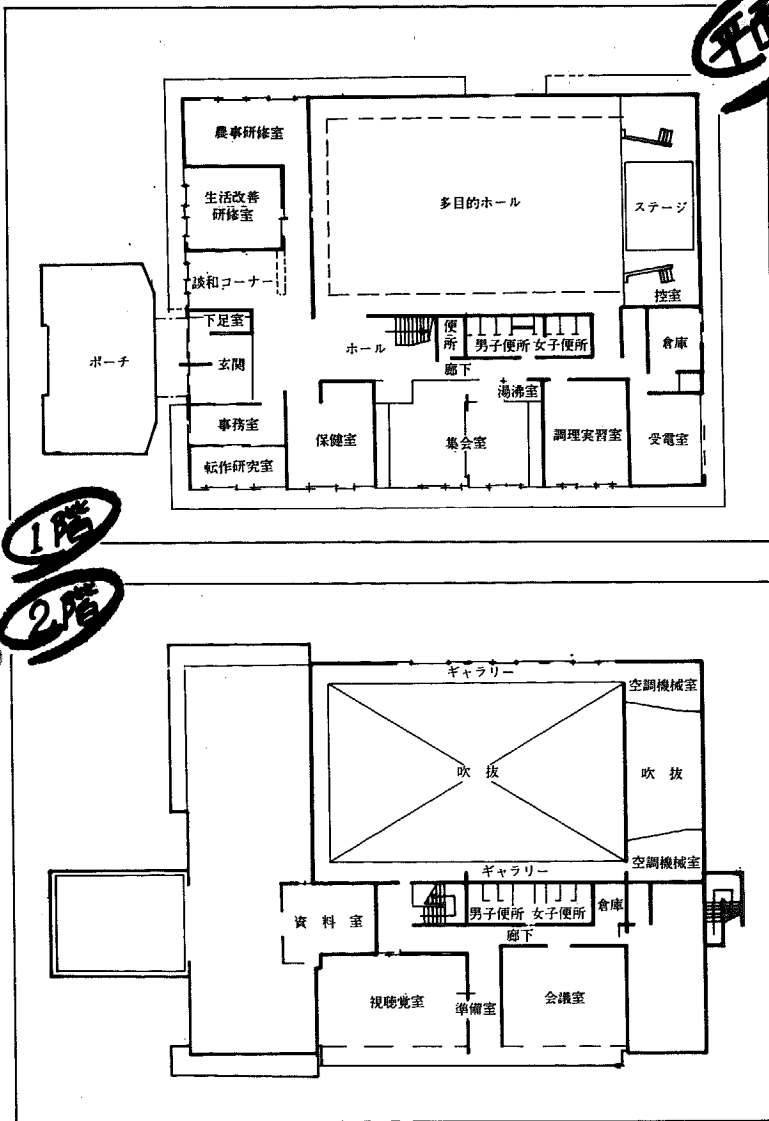 農事研修室
生活改善
研修室
談和コーナー
下足室
玄関
ポーチ
事務室
転作研究室
多目的ホール
ステージ
控室
ホール
便所
男子便所
女子便所
廊下
湯沸室
倉庫
保健室
集会室
調理実習室
受電室
1階
2階
ギャラリー
空調機械室
吹抜
吹抜
空調機械室
ギャラリー
資料室
男子便所
女子便所
倉庫
廊下
視聴覚室
準備室
会議室